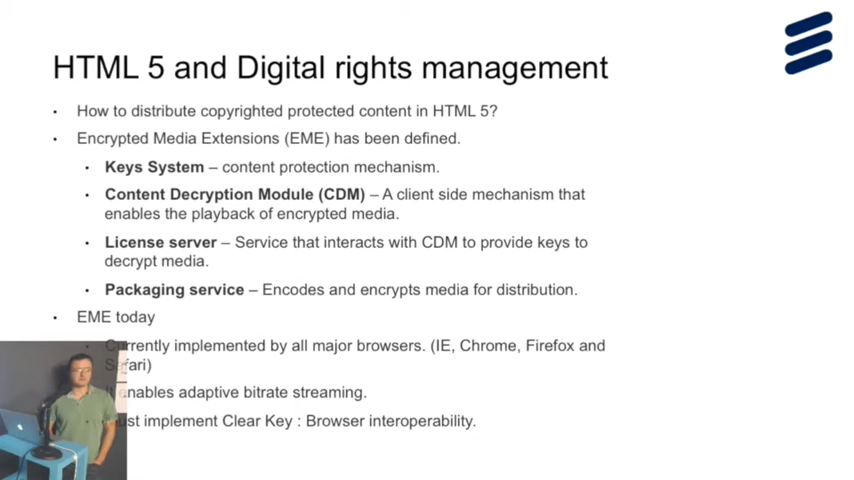 HTML 5 and Digital rights management
• How to distribute copyrighted protected content in HTML 5?
• Encrypted Media Extensions (EME) has been defined.
• Keys System – content protection mechanism.
• Content Decryption Module (CDM) – A client side mechanism that
enables the playback of encrypted media.
• License server – Service that interacts with CDM to provide keys to
decrypt media.
• Packaging service – Encodes and encrypts media for distribution.
• EME today
• Currently implemented by all major browsers. (IE, Chrome, Firefox and
Safari)
enables adaptive bitrate streaming.
implement Clear Key : Browser interoperability.